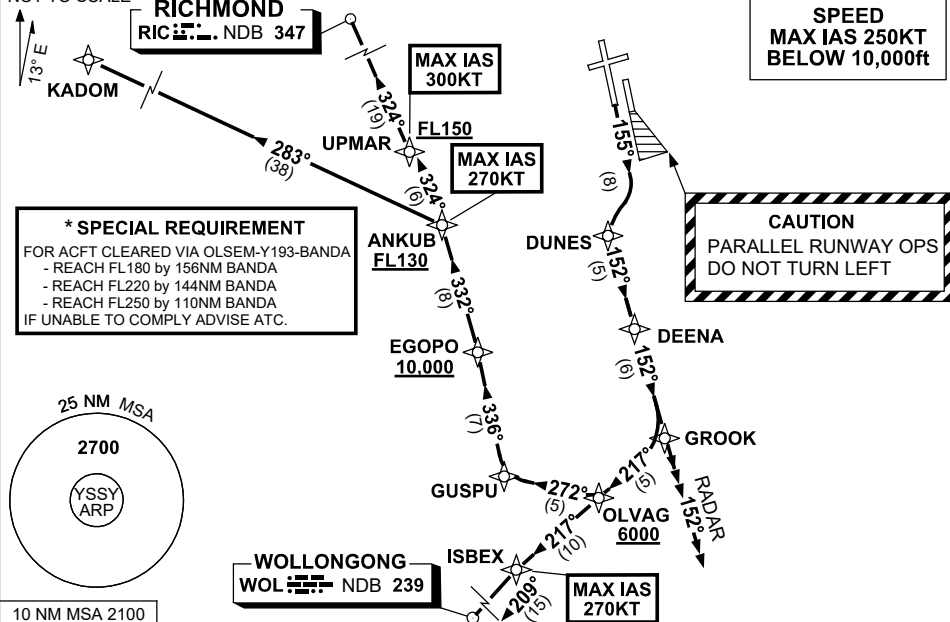 NOT TO SCALE
13° E
RICHMOND
RIC NDB 347
KADOM
MAX IAS
300KT
SPEED
MAX IAS 250KT
BELOW 10,000ft
324°
(19)
UPMAR
FL150
283°
(38)
324°
(6)
MAX IAS
270KT
155°
(8)
* SPECIAL REQUIREMENT
FOR ACFT CLEARED VIA OLSEM-Y193-BANDA
- REACH FL180 by 156NM BANDA
- REACH FL220 by 144NM BANDA
- REACH FL250 by 110NM BANDA
IF UNABLE TO COMPLY ADVISE ATC.
ANKUB
FL130
DUNES
CAUTION
PARALLEL RUNWAY OPS
DO NOT TURN LEFT
152°
(5)
332°
(8)
DEENA
EGOPO
10,000
152°
(6)
25 NM MSA
2700
YSSY
ARP
336°
(7)
GROOK
GUSPU
272°
(5)
217°
(5)
OLVAG
6000
RADAR
152°
217°
(10)
ISBEX
WOLLONGONG
WOL NDB 239
209°
(15)
MAX IAS
270KT
10 NM MSA 2100